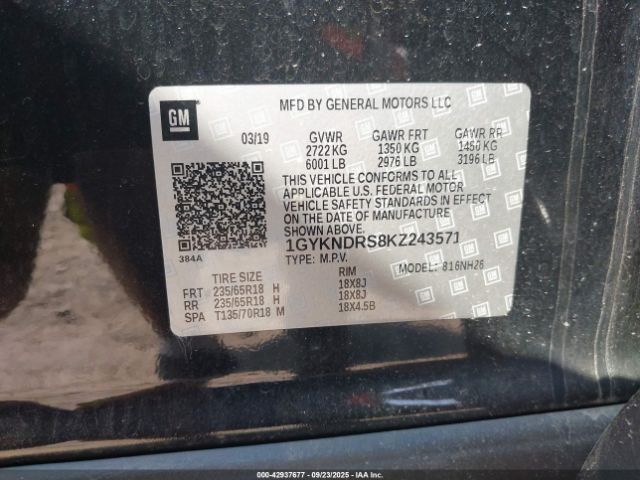 GM
MFD BY GENERAL MOTORS LLC
03/19 GVWR GAWR FRT GAWR RR
2722 KG 1350 KG 1450 KG
6001 LB 2976 LB 3196 LB
THIS VEHICLE CONFORMS TO ALL
APPLICABLE U.S. FEDERAL MOTOR
VEHICLE SAFETY STANDARDS IN EFFECT
ON THE DATE OF MANUFACTURE
SHOWN ABOVE.
384A
1GYKNDRS8KZ243571
TYPE: M.P.V. MODEL: 816NH26
TIRE SIZE RIM
FRT 235/65R18 H 18X8J
RR 235/65R18 H 18X8J
SPA T135/70R18 M 18X4.5B
000-42937677 - 09/23/2025 - IAA Inc.